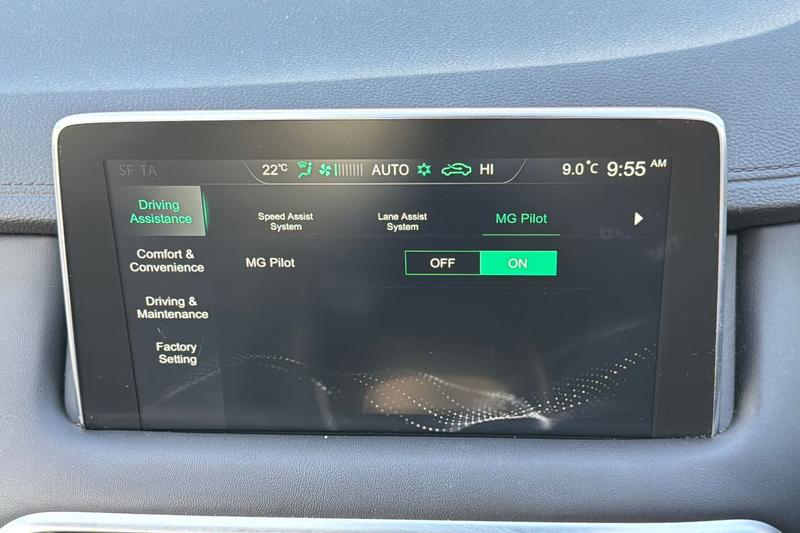 SF TA 22°C AUTO HI 9.0°C 9:55 AM
Driving
Assistance
Speed Assist
System
Lane Assist
System
MG Pilot
MG Pilot OFF ON
Comfort &
Convenience
Driving &
Maintenance
Factory
Setting